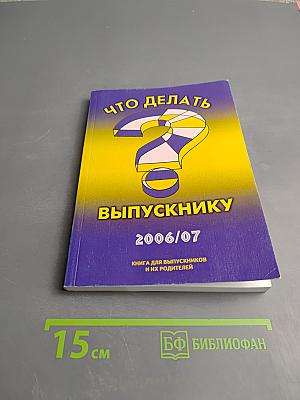 ЧТО ДЕЛАТЬ
?
ВЫПУСКНИКУ
2006/07
КНИГА ДЛЯ ВЫПУСКНИКОВ
И ИХ РОДИТЕЛЕЙ
15 см
БФ БИБЛИОФАН